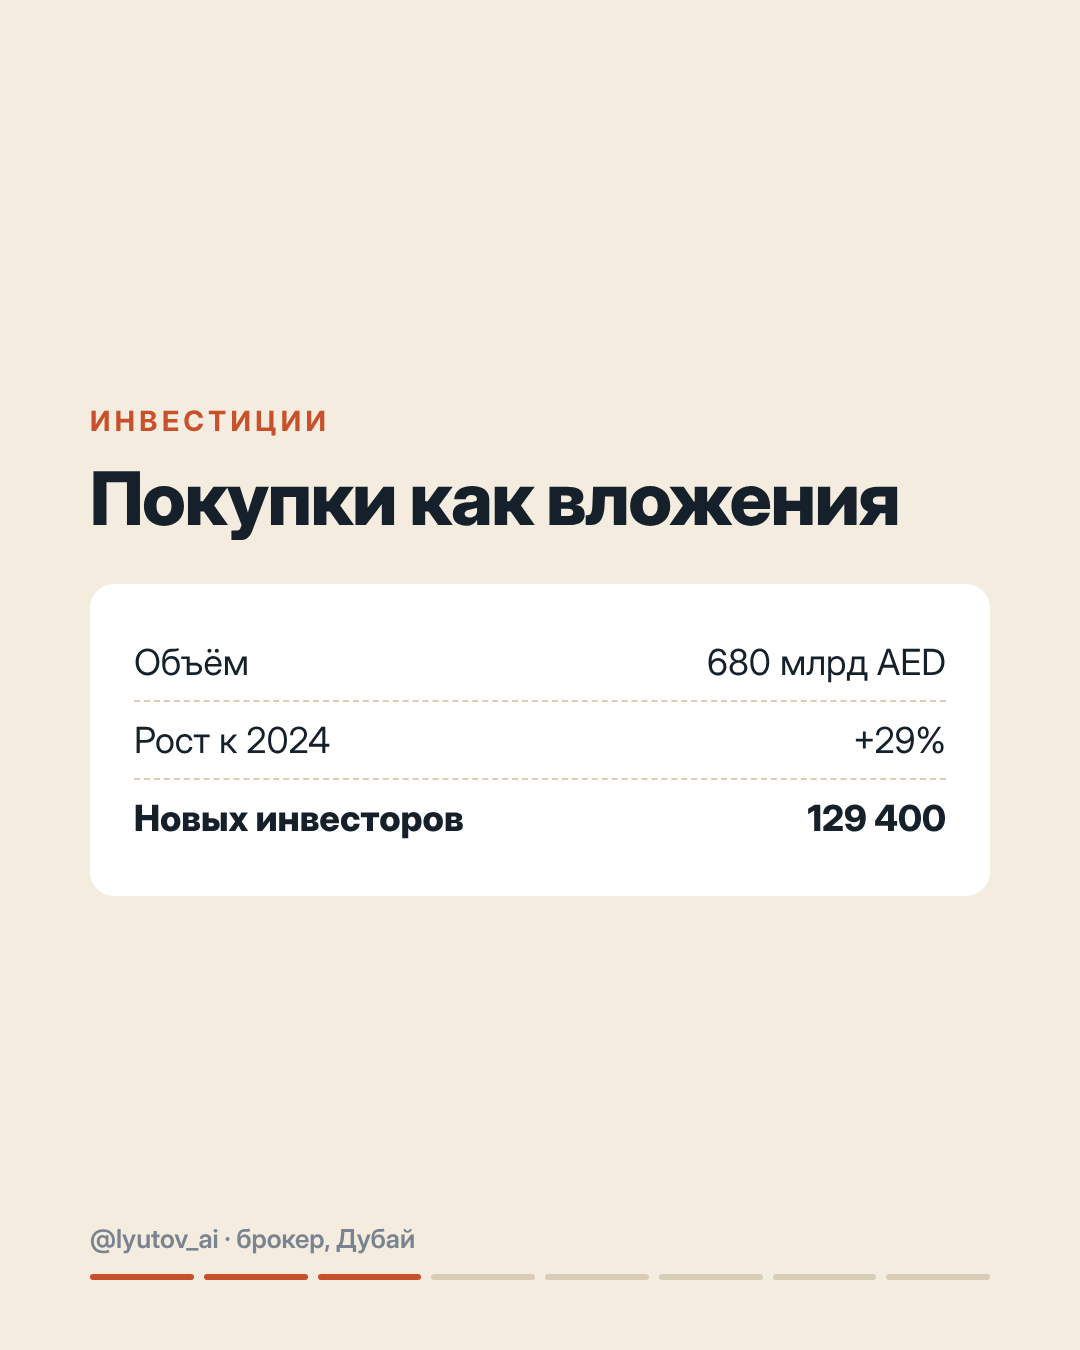 ИНВЕСТИЦИИ
Покупки как вложения
Объём 680 млрд AED
Рост к 2024 +29%
Новых инвесторов 129 400
@lyutov_ai · брокер, Дубай